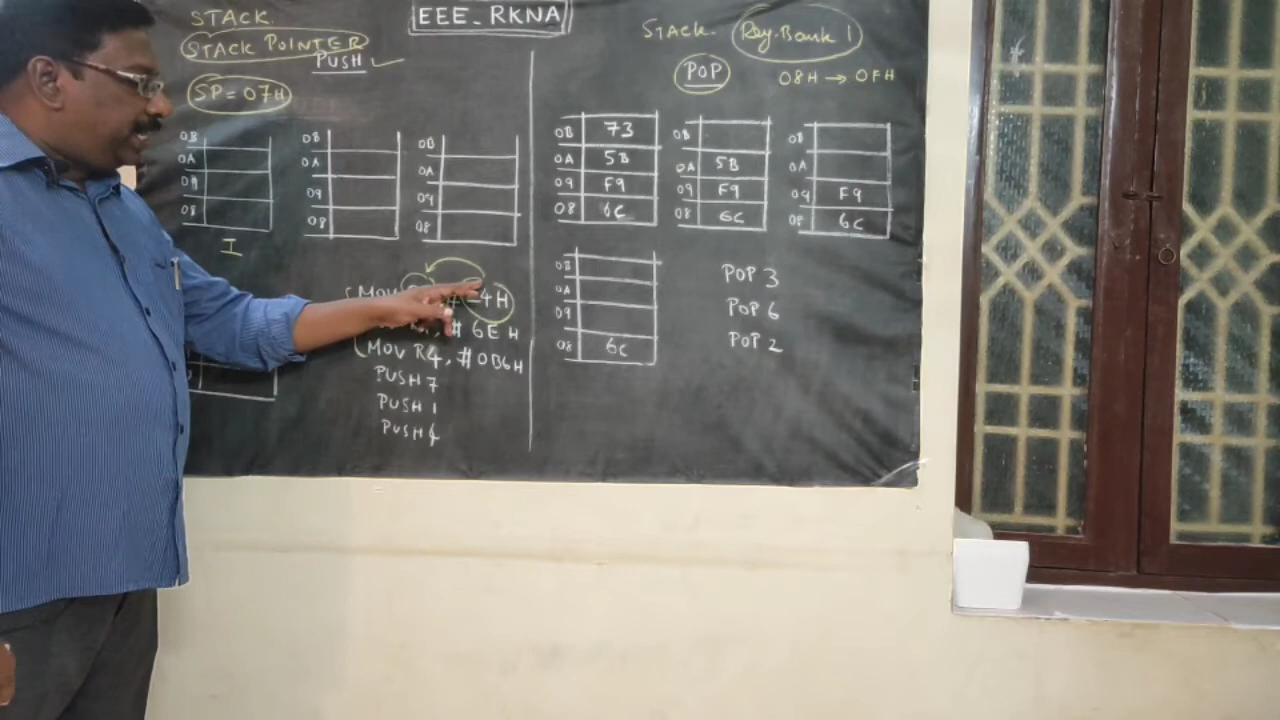 EEE_RKNA
STACK.
STACK POINTER
PUSH
SP = 07H
0B
0A
09
08
0B
0A
09
08
0B
0A
09
08
I
MOV #
4H
, # 6E H
MOV R4, #0B6H
PUSH 7
PUSH 1
PUSH 4
STACK. Reg. Bank 1
POP 08H → 0FH
0B 73
0A 5B
09 F9
08 6C
0B
0A 5B
09 F9
08 6C
0B
0A
09 F9
08 6C
0B
0A
09
08 6C
POP 3
POP 6
POP 2